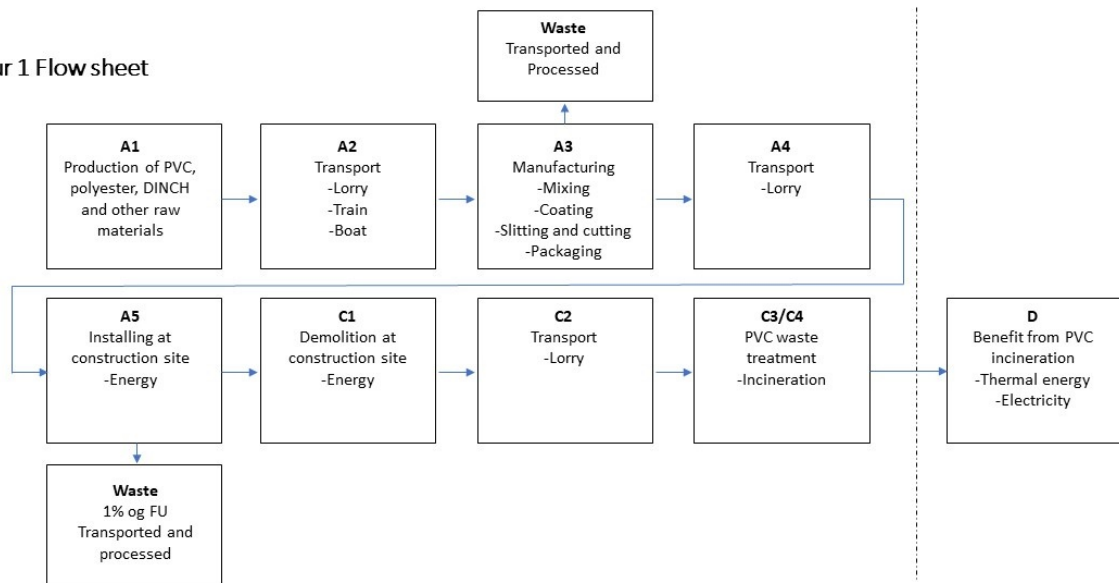 ur 1 Flow sheet
Waste
Transported and
Processed
A1
Production of PVC,
polyester, DINCH
and other raw
materials
A2
Transport
-Lorry
-Train
-Boat
A3
Manufacturing
-Mixing
-Coating
-Slitting and cutting
-Packaging
A4
Transport
-Lorry
A5
Installing at
construction site
-Energy
C1
Demolition at
construction site
-Energy
C2
Transport
-Lorry
C3/C4
PVC waste
treatment
-Incineration
D
Benefit from PVC
incineration
-Thermal energy
-Electricity
Waste
1% og FU
Transported and
processed